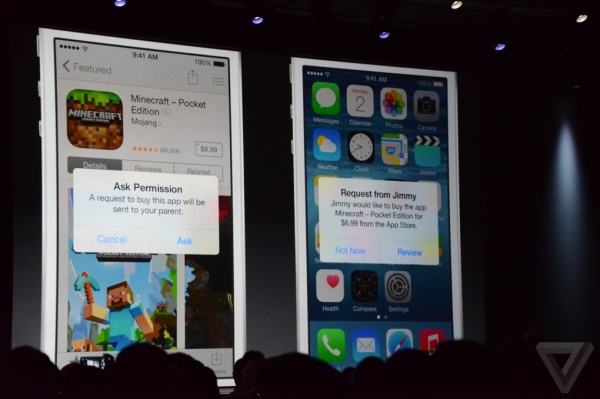 9:41 AM
100%
Featured
MINECRAFT
Minecraft – Pocket
Edition
Mojang
$6.99
Details
Reviews
Related
Ask Permission
A request to buy this app will be
sent to your parent.
Cancel
Ask
9:41 AM
100%
Monday
2
Messages
Calendar
Photos
Camera
Weather
Clock
Maps
Videos
Request from Jimmy
Jimmy would like to buy the app
Minecraft – Pocket Edition for
$6.99 from the App Store.
Not Now
Review
Health
Compass
Settings